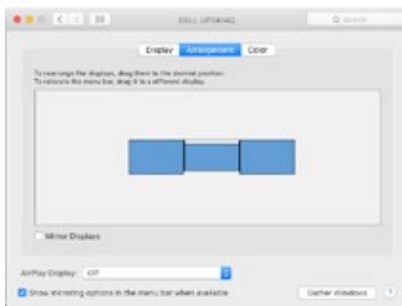 Search
Display Arrangement Color
To rearrange the displays, drag them to the desired position.
To relocate the menu bar, drag it to a different display.
Mirror Displays
AirPlay Display: Off
Show mirroring options in the menu bar when available
Gather Windows ?